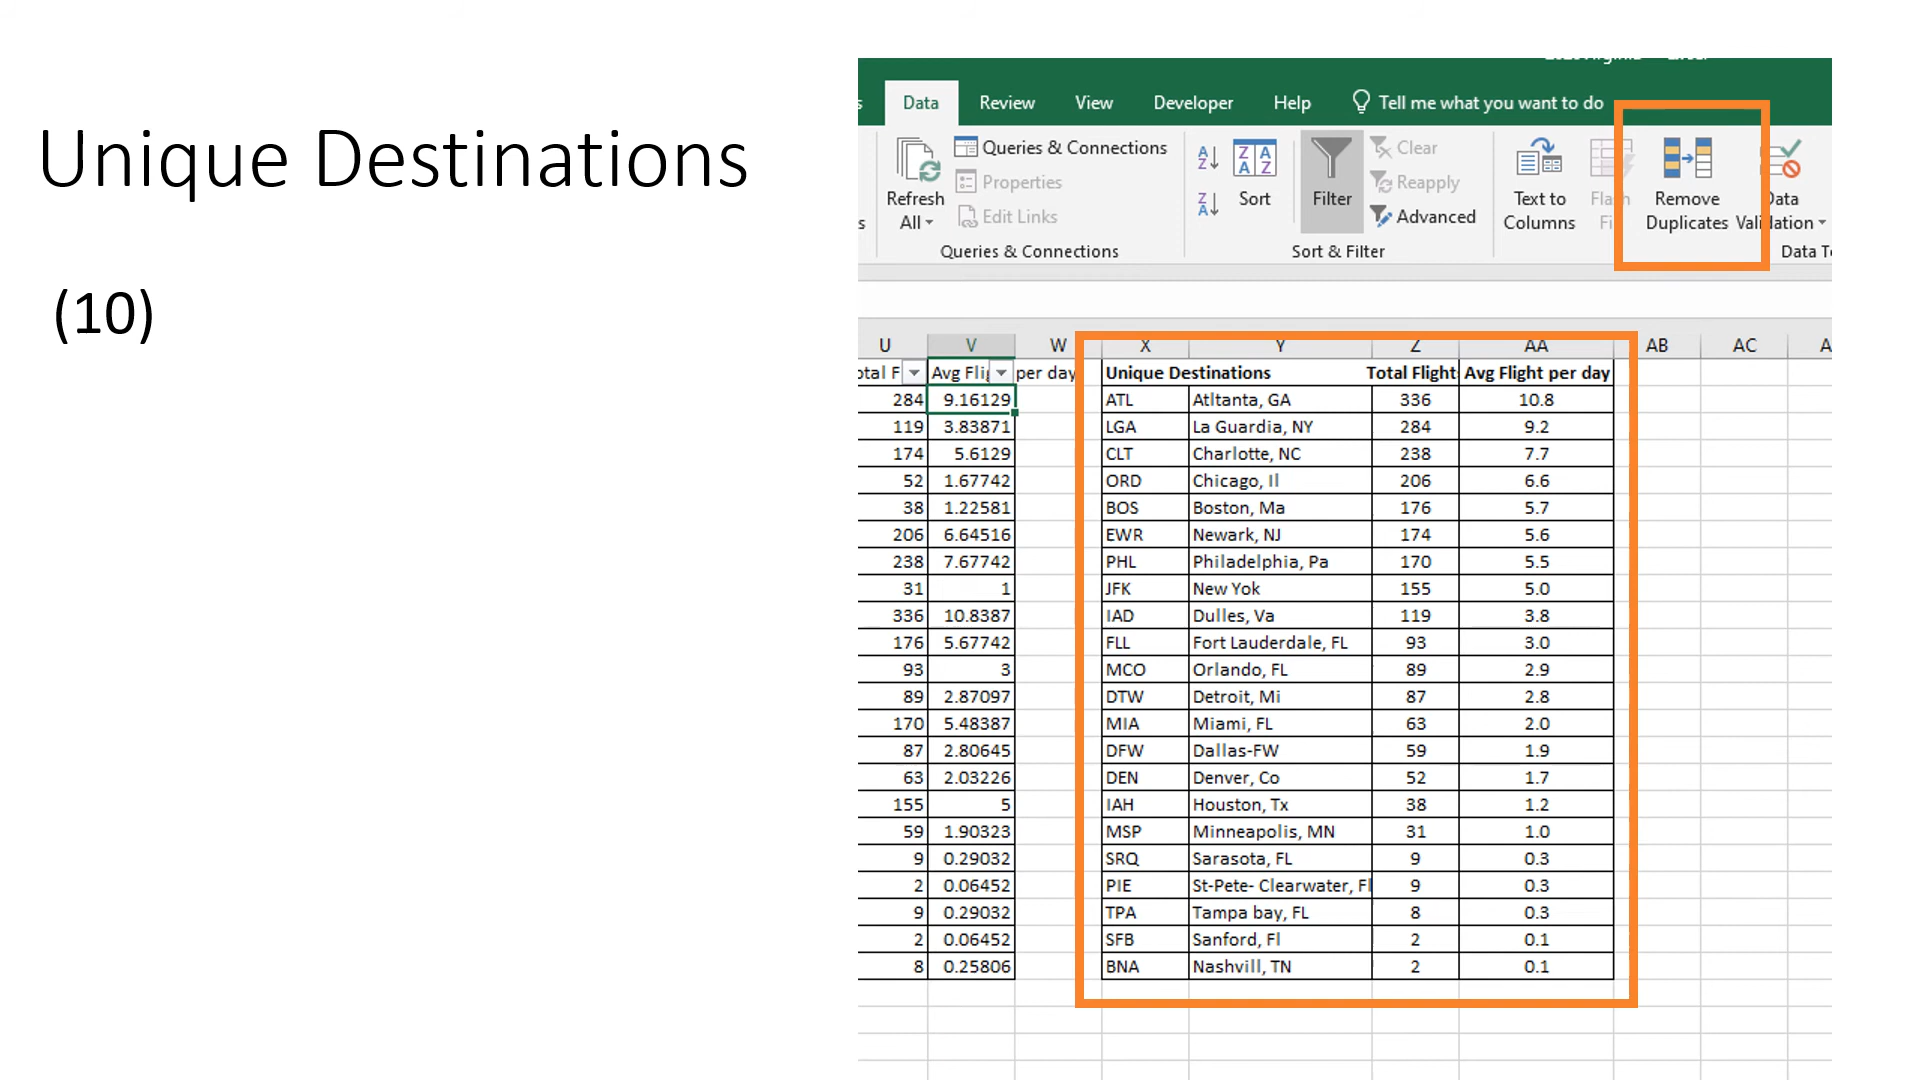 Unique Destinations
(10)
Data Review View Developer Help Tell me what you want to do
Refresh All
Queries & Connections
Properties
Edit Links
Queries & Connections
Sort
Filter
Clear
Reapply
Advanced
Sort & Filter
Text to Columns
Remove Duplicates
Data Validation
Data T
U V W X Y Z AA AB AC A
otal F Avg Flig per day Unique Destinations Total Flight Avg Flight per day
284 9.16129 ATL Atltanta, GA 336 10.8
119 3.83871 LGA La Guardia, NY 284 9.2
174 5.6129 CLT Charlotte, NC 238 7.7
52 1.67742 ORD Chicago, Il 206 6.6
38 1.22581 BOS Boston, Ma 176 5.7
206 6.64516 EWR Newark, NJ 174 5.6
238 7.67742 PHL Philadelphia, Pa 170 5.5
31 1 JFK New Yok 155 5.0
336 10.8387 IAD Dulles, Va 119 3.8
176 5.67742 FLL Fort Lauderdale, FL 93 3.0
93 3 MCO Orlando, FL 89 2.9
89 2.87097 DTW Detroit, Mi 87 2.8
170 5.48387 MIA Miami, FL 63 2.0
87 2.80645 DFW Dallas-FW 59 1.9
63 2.03226 DEN Denver, Co 52 1.7
155 5 IAH Houston, Tx 38 1.2
59 1.90323 MSP Minneapolis, MN 31 1.0
9 0.29032 SRQ Sarasota, FL 9 0.3
2 0.06452 PIE St-Pete- Clearwater, Fl 9 0.3
9 0.29032 TPA Tampa bay, FL 8 0.3
2 0.06452 SFB Sanford, Fl 2 0.1
8 0.25806 BNA Nashvill, TN 2 0.1